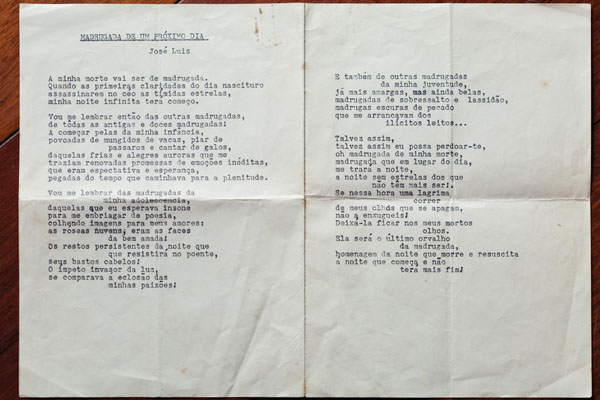 MADRUGADA DE UM PRÓXIMO DIA
José Luiz
A minha morte vai ser de madrugada.
Quando as primeiras claridades do dia nascituro
assassinarem no ceo as timidas estrelas,
minha noite infinita terá começo.
Vou me lembrar então das outras madrugadas,
de tôdas as antigas e doces madrugadas!
A começar pelas da minha infância,
povoadas de mungidos de vacas, piar de
passaros e cantar de galos,
daquelas frias e alegres auroras que me
traziam renovadas promessas de emoções inéditas,
que eram espectativa e esperança,
pegadas do tempo que caminhava para a plenitude.
Vou me lembrar das madrugadas da
minha adolescência,
daquelas que eu esperava insone
para me embriagar de poesia,
colhendo imagens para meus amores:
as roseas nuvens, eram as faces
da bem amada!
Os restos persistentes da noite que
que resistira no poente,
seus bastos cabelos!
O ímpeto invasor da luz,
se comparava a eclosão das
minhas paixões!
E também de outras madrugadas
da minha juventude,
já mais amargas, mas ainda belas,
madrugadas de sobressalto e lassidão,
madrugas escuras de pecado
que me arrancavam dos
ilícitos leitos...
Talvez assim,
talvez assim eu possa perdoar-te,
oh madrugada de minha morte,
madrugada que em lugar do dia,
me trará a noite,
a noite sem estrelas dos que
não têm mais ser!
Se nessa hora uma lagrima
correr
de meus olhos que se apagam,
não a enxugueis!
Deixá-la ficar nos meus mortos
olhos.
Ela será o último orvalho
da madrugada,
homenagem da noite que morre e resuscita
a noite que começa e não
terá mais fim!